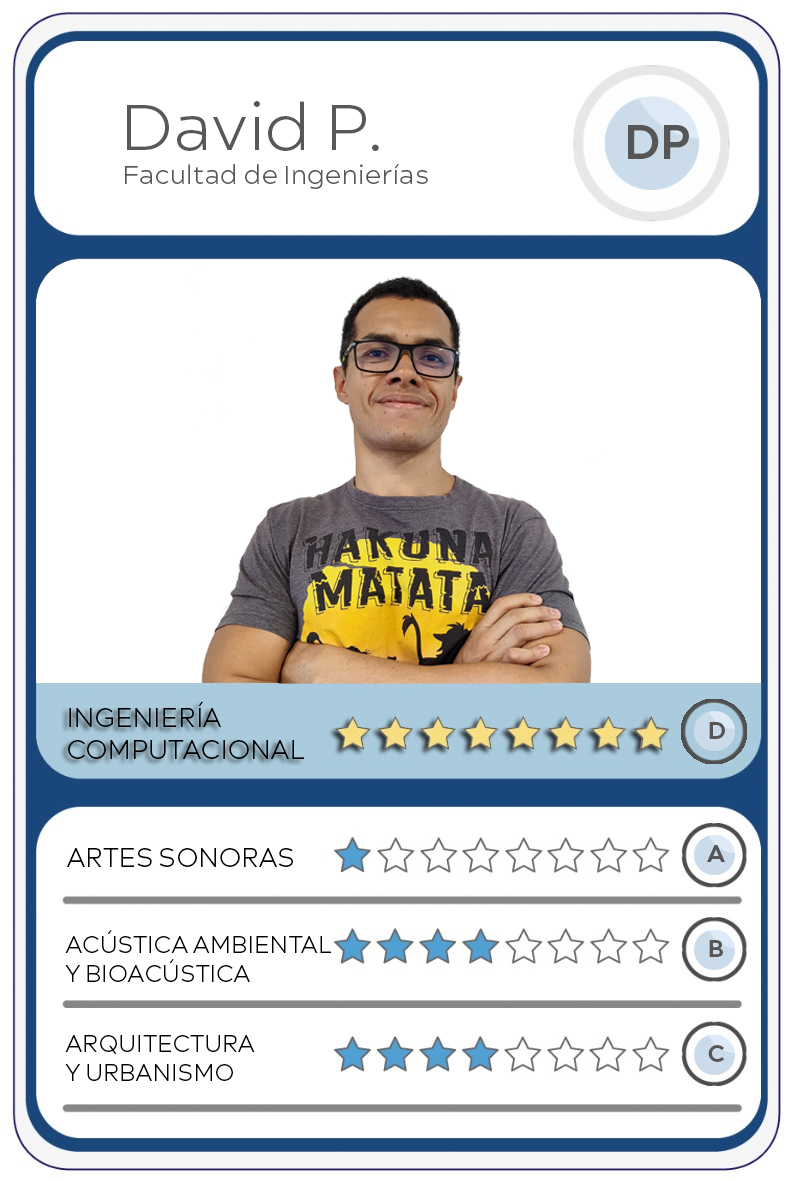 David P.
Facultad de Ingenierías
DP
HAKUNA
MATATA
INGENIERÍA
COMPUTACIONAL
D
ARTES SONORAS
A
ACÚSTICA AMBIENTAL
Y BIOACÚSTICA
B
ARQUITECTURA
Y URBANISMO
C